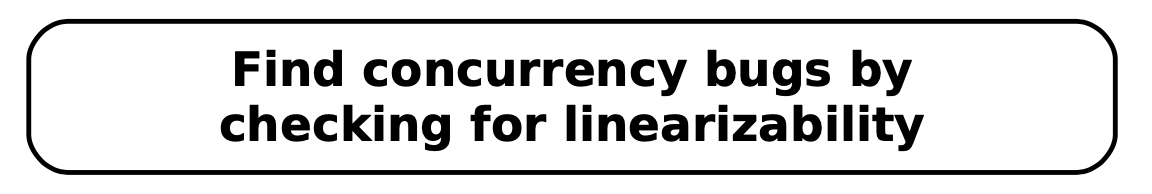 Find concurrency bugs by
checking for linearizability